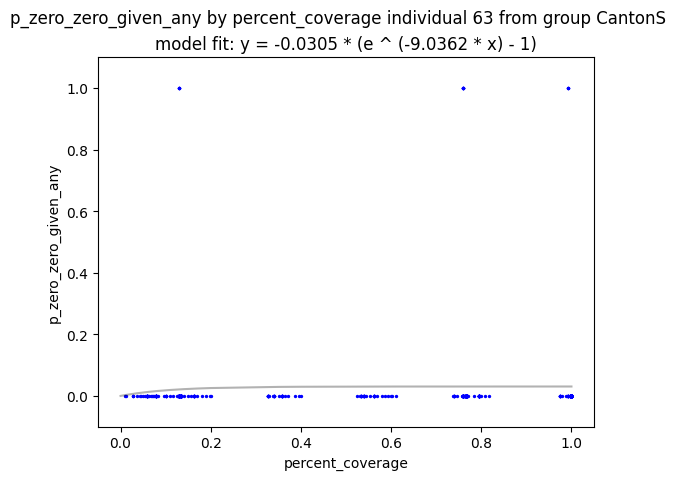 p_zero_zero_given_any by percent_coverage individual 63 from group CantonS
model fit: y = -0.0305 * (e ^ (-9.0362 * x) - 1)
1.0
0.8
0.6
0.4
0.2
0.0
p_zero_zero_given_any
0.0 0.2 0.4 0.6 0.8 1.0
percent_coverage